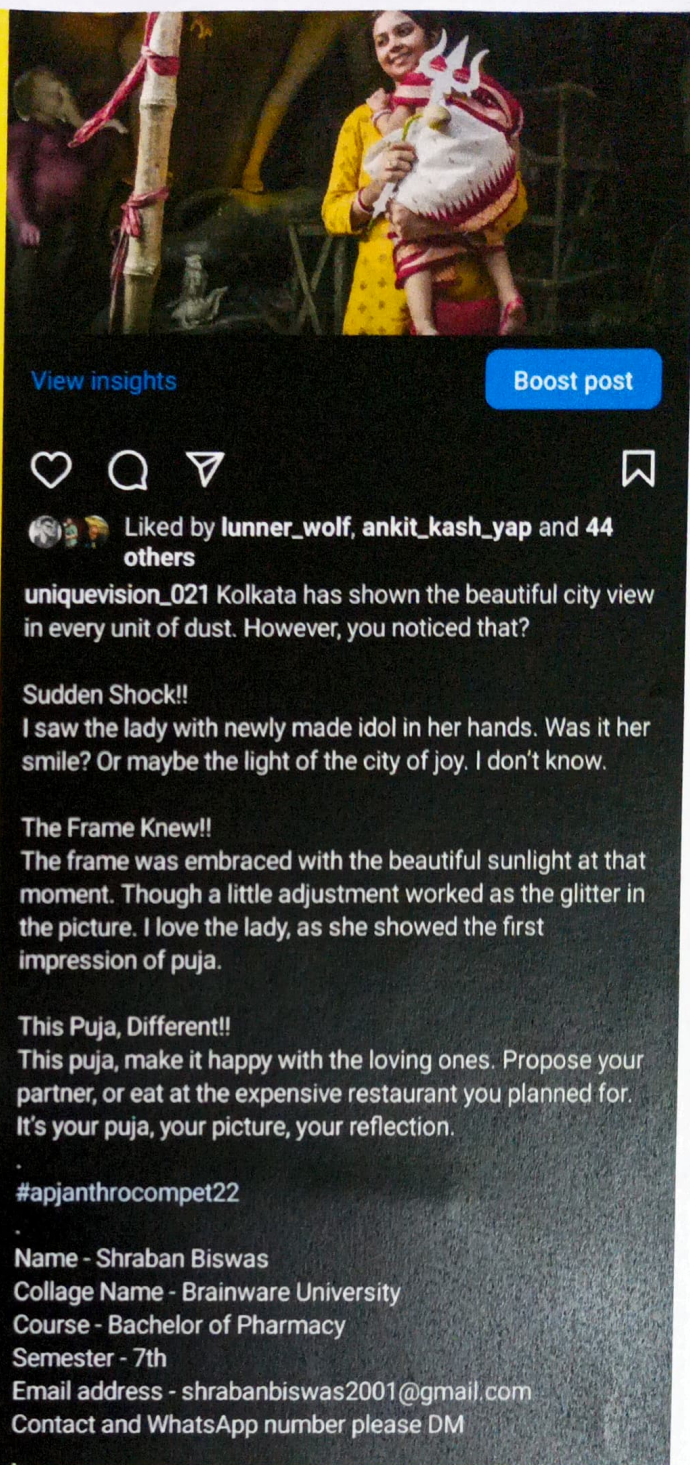 View insights
Boost post
Liked by lunner_wolf, ankit_kash_yap and 44
others
uniquevision_021 Kolkata has shown the beautiful city view
in every unit of dust. However, you noticed that?
Sudden Shock!!
I saw the lady with newly made idol in her hands. Was it her
smile? Or maybe the light of the city of joy. I don't know.
The Frame Knew!!
The frame was embraced with the beautiful sunlight at that
moment. Though a little adjustment worked as the glitter in
the picture. I love the lady, as she showed the first
impression of puja.
This Puja, Different!!
This puja, make it happy with the loving ones. Propose your
partner, or eat at the expensive restaurant you planned for.
It's your puja, your picture, your reflection.
.
#apjanthrocompet22
.
Name - Shraban Biswas
Collage Name - Brainware University
Course - Bachelor of Pharmacy
Semester - 7th
Email address - shrabanbiswas2001@gmail.com
Contact and WhatsApp number please DM